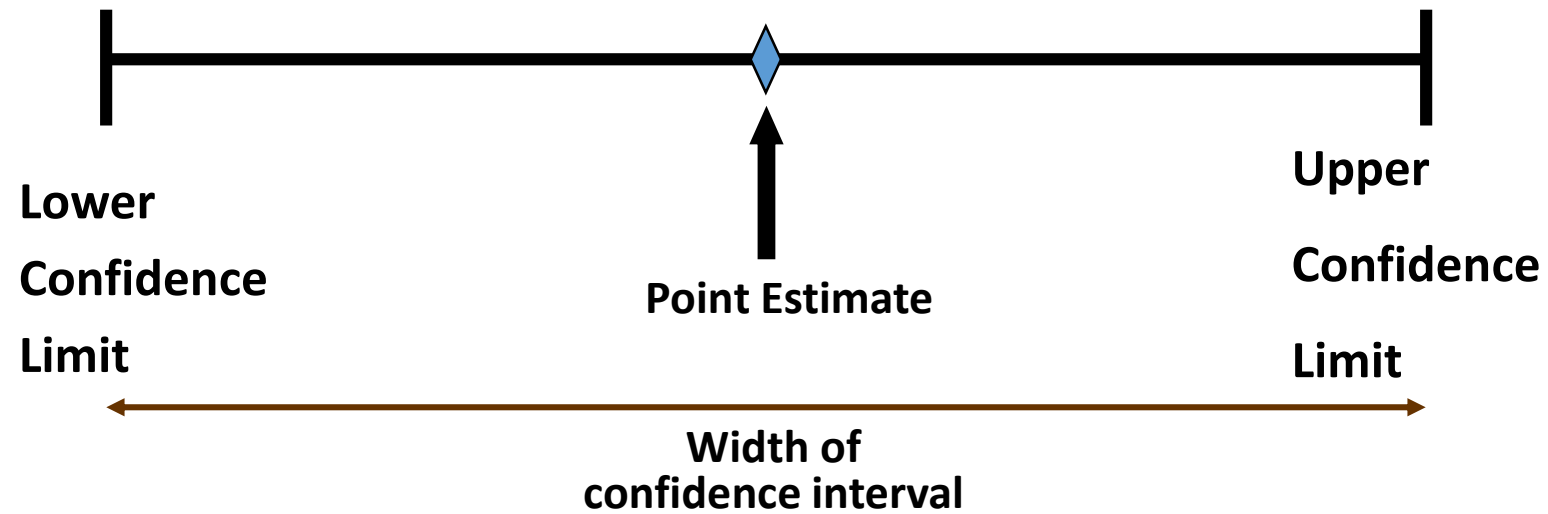 Lower
Confidence
Limit
Point Estimate
Upper
Confidence
Limit
Width of
confidence interval